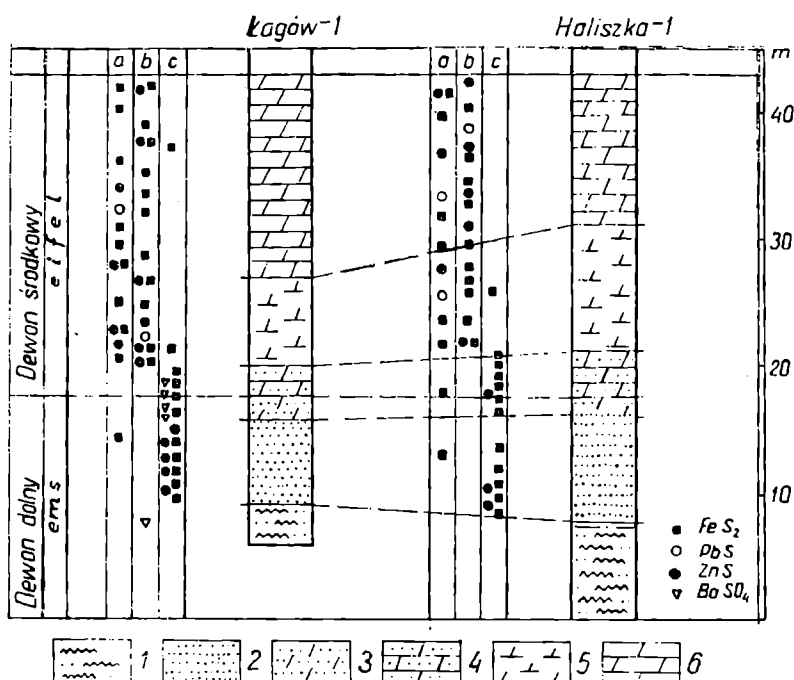 Łagów-1 Haliszka-1
a b c a b c m
40
30
20
10
Dewon środkowy
eifel
Dewon dolny
ems
FeS₂
PbS
ZnS
BaSO₄
1 2 3 4 5 6